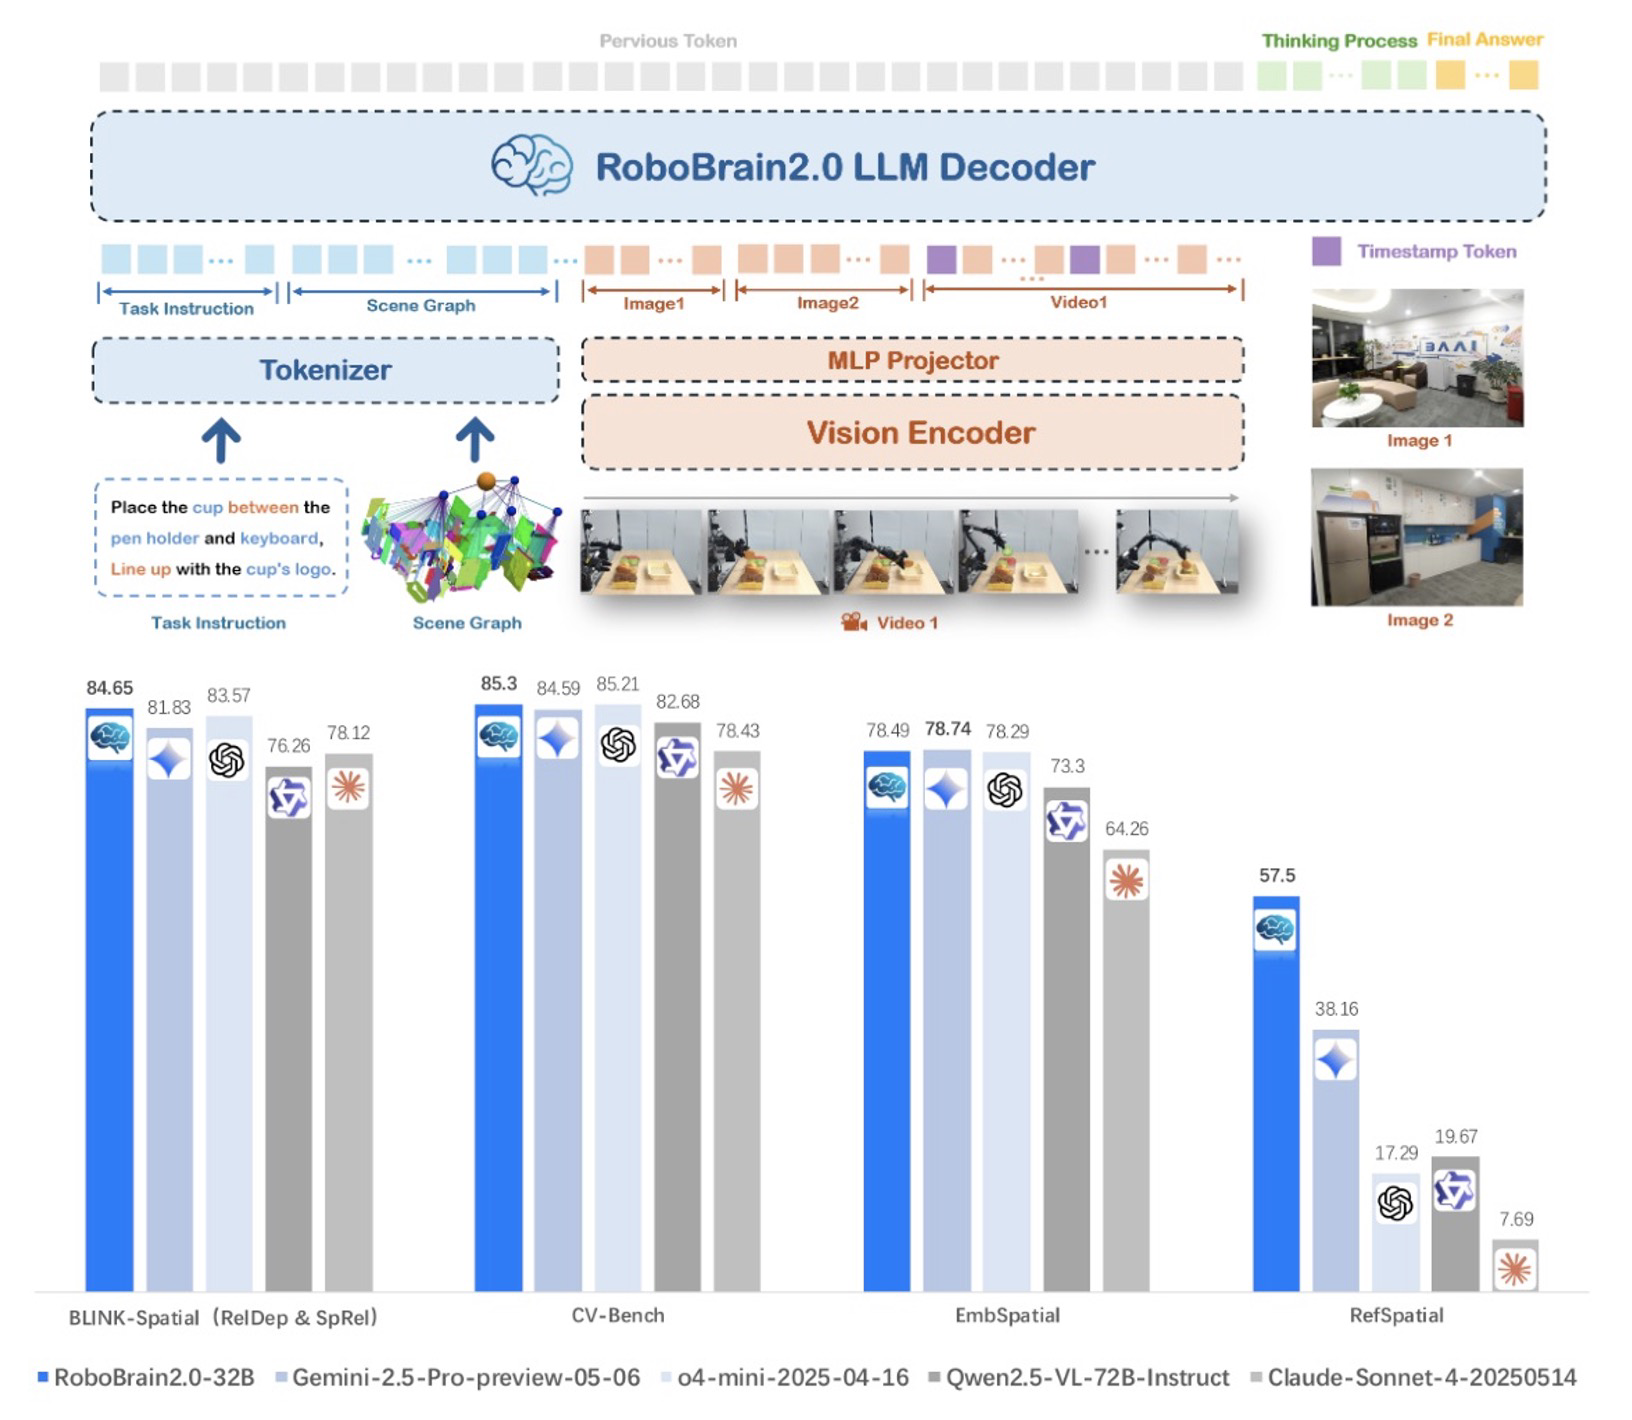 Pervious Token
Thinking Process Final Answer
RoboBrain2.0 LLM Decoder
Task Instruction
Scene Graph
Image1
Image2
Video1
Timestamp Token
Tokenizer
MLP Projector
Vision Encoder
BAAI
Image 1
Place the cup between the
pen holder and keyboard,
Line up with the cup's logo.
Task Instruction
Scene Graph
Video 1
Image 2
84.65
81.83
83.57
76.26
78.12
85.3
84.59
85.21
82.68
78.43
78.49
78.74
78.29
73.3
64.26
57.5
38.16
17.29
19.67
7.69
BLINK-Spatial (RelDep & SpRel)
CV-Bench
EmbSpatial
RefSpatial
RoboBrain2.0-32B
Gemini-2.5-Pro-preview-05-06
o4-mini-2025-04-16
Qwen2.5-VL-72B-Instruct
Claude-Sonnet-4-20250514